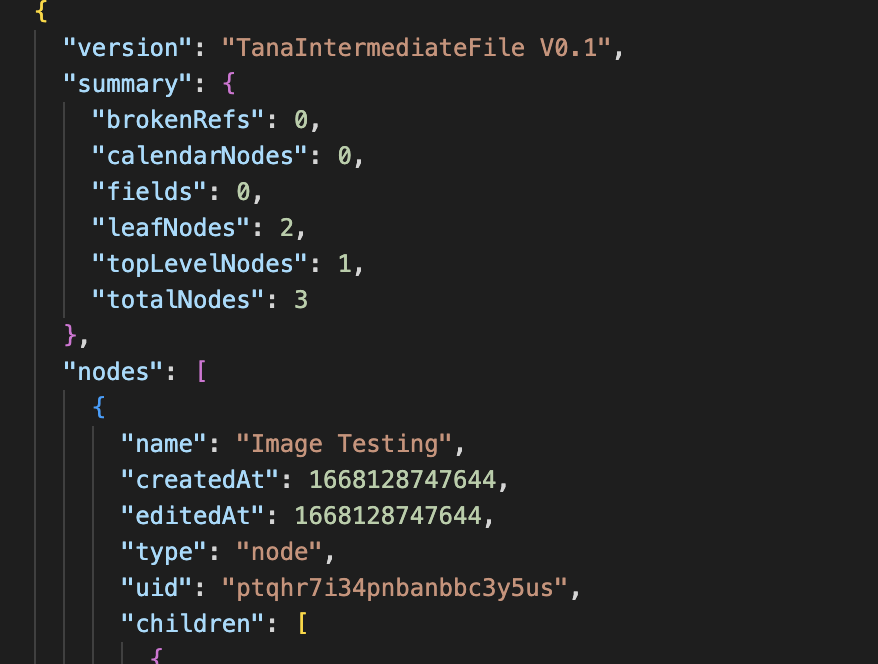 {
"version": "TanaIntermediateFile V0.1",
"summary": {
"brokenRefs": 0,
"calendarNodes": 0,
"fields": 0,
"leafNodes": 2,
"topLevelNodes": 1,
"totalNodes": 3
},
"nodes": [
{
"name": "Image Testing",
"createdAt": 1668128747644,
"editedAt": 1668128747644,
"type": "node",
"uid": "ptqhr7i34pnbanbbc3y5us",
"children": [
{